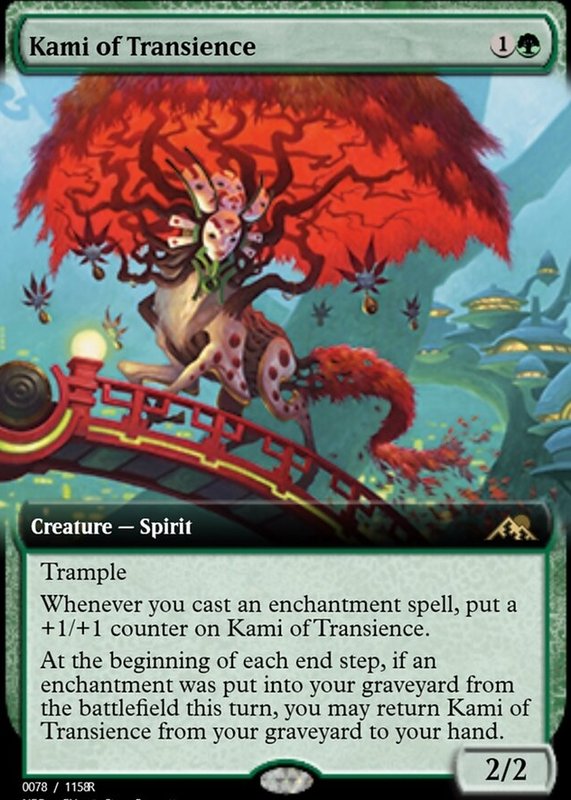 Kami of Transience
1
Creature — Spirit
Trample
Whenever you cast an enchantment spell, put a
+1/+1 counter on Kami of Transience.
At the beginning of each end step, if an
enchantment was put into your graveyard from
the battlefield this turn, you may return Kami of
Transience from your graveyard to your hand.
2/2
0078 / 1158R